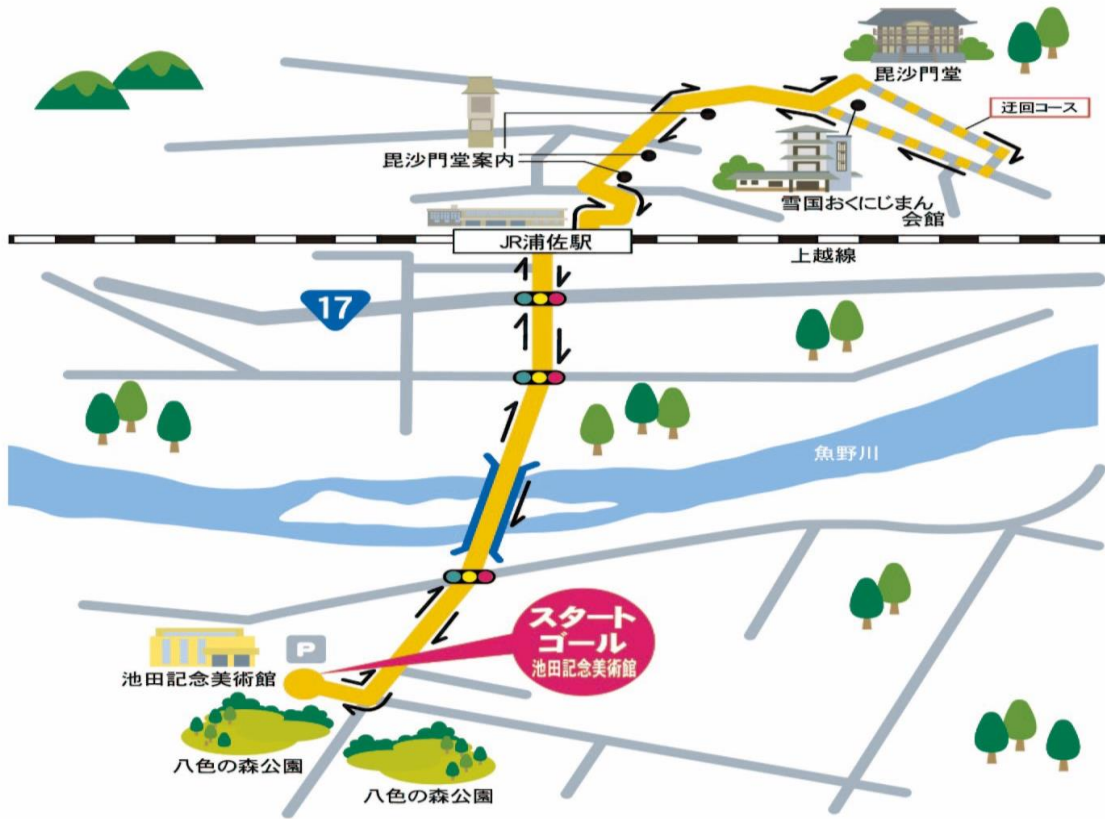 毘沙門堂
迂回コース
毘沙門堂案内
雪国おくにじまん
会館
JR浦佐駅
上越線
17
魚野川
スタート
ゴール
池田記念美術館
P
池田記念美術館
八色の森公園
八色の森公園